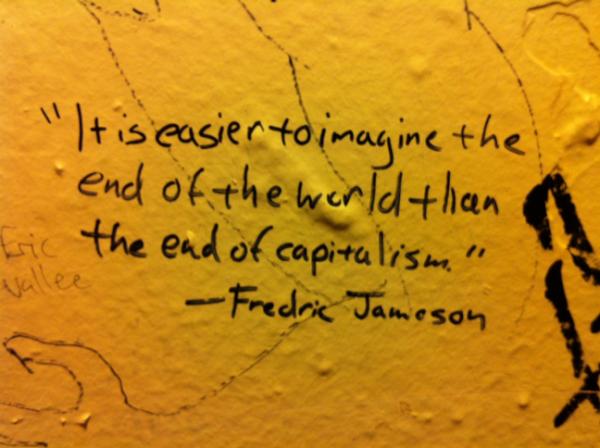 "It is easier to imagine the
end of the world than
the end of capitalism."
—Fredric Jameson
Eric
Vallee